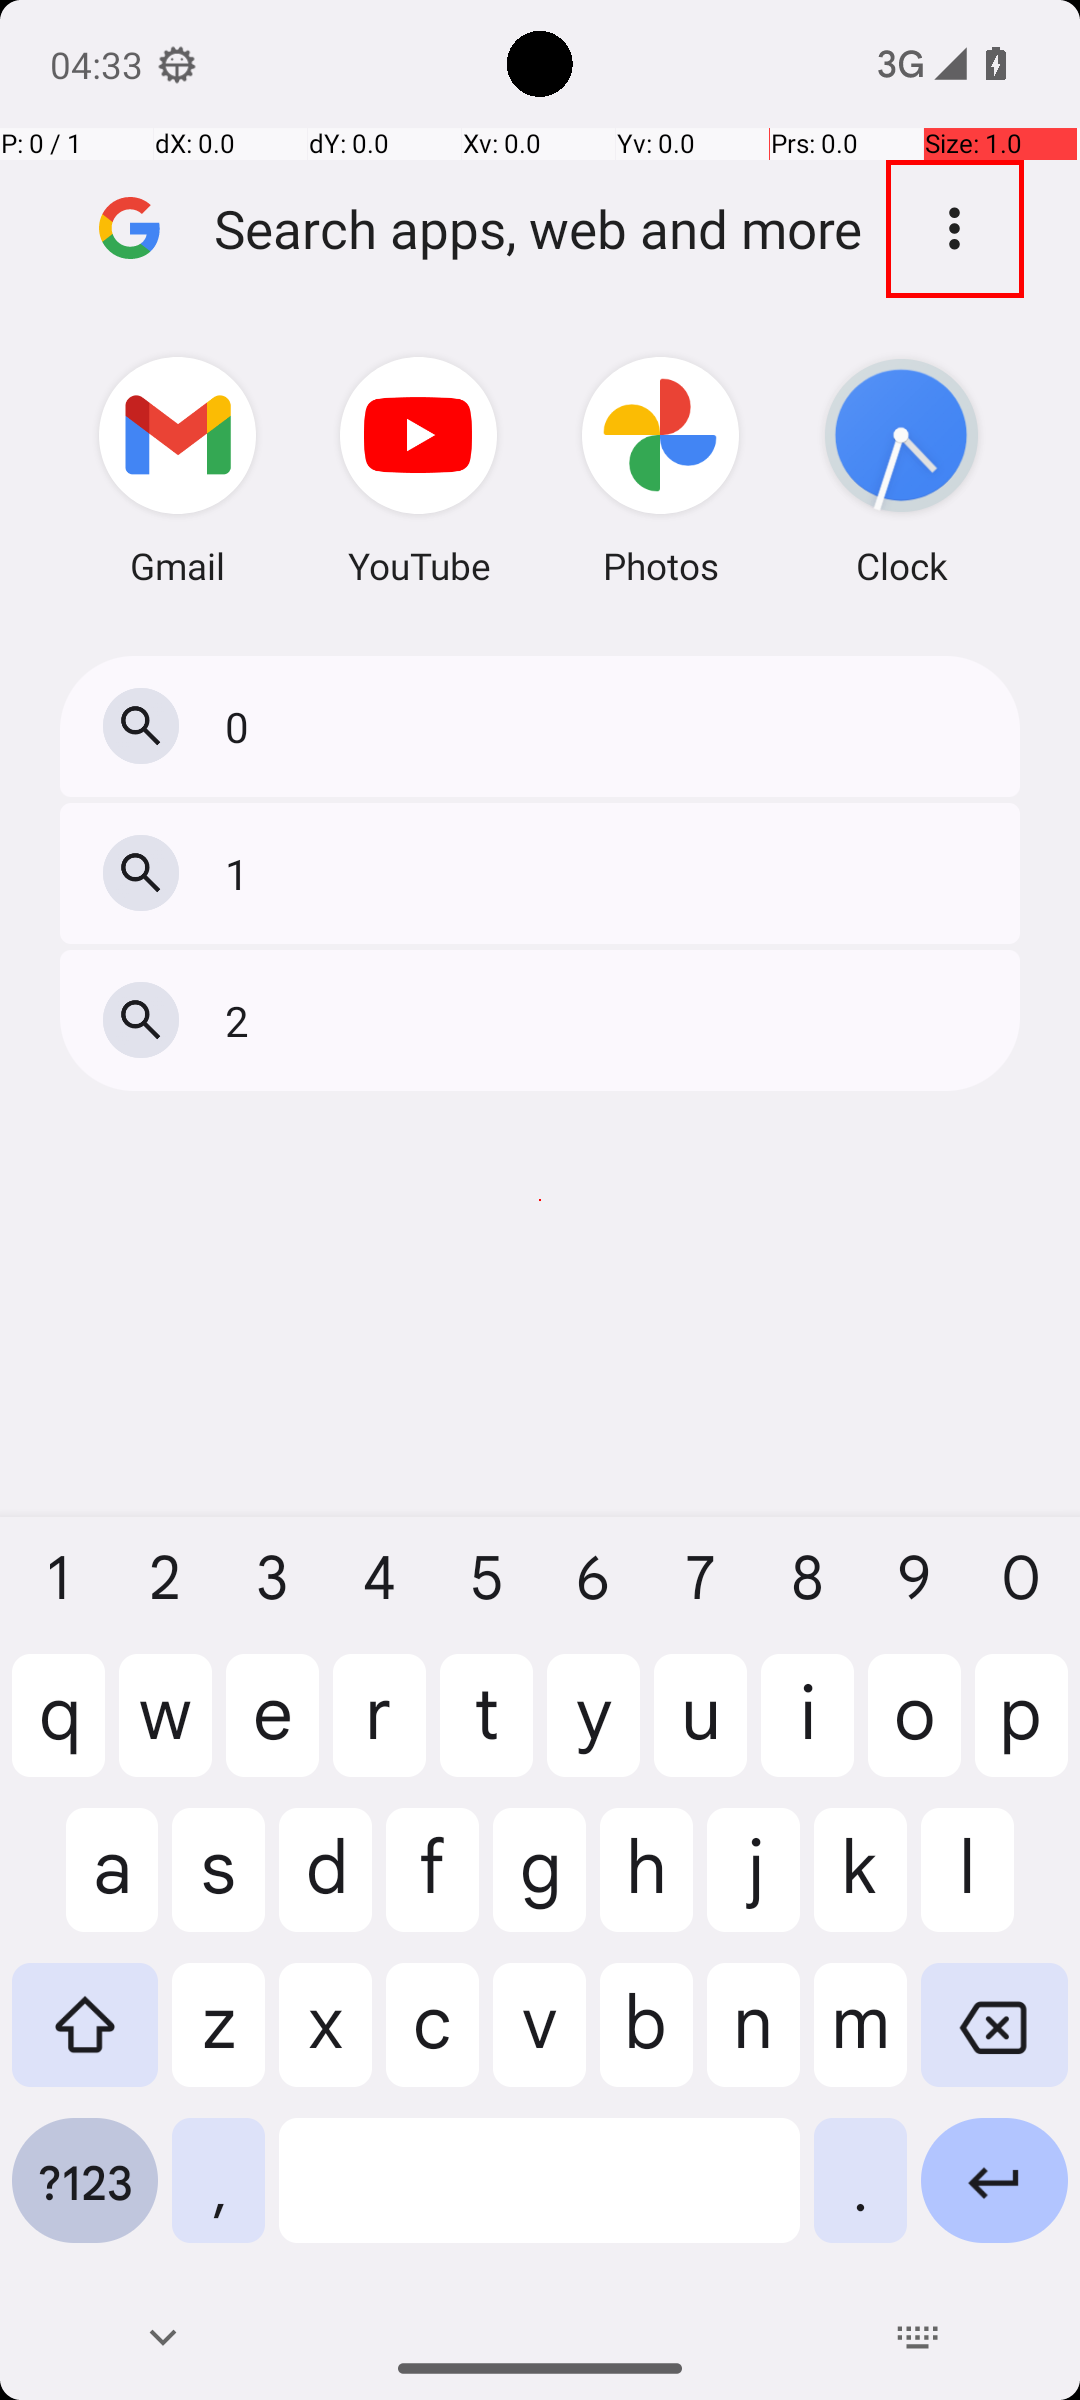 04:33 3G
P: 0 / 1 dX: 0.0 dY: 0.0 Xv: 0.0 Yv: 0.0 Prs: 0.0 Size: 1.0
Search apps, web and more
Gmail YouTube Photos Clock
0
1
2
1 2 3 4 5 6 7 8 9 0
q w e r t y u i o p
a s d f g h j k l
z x c v b n m
?123 , .